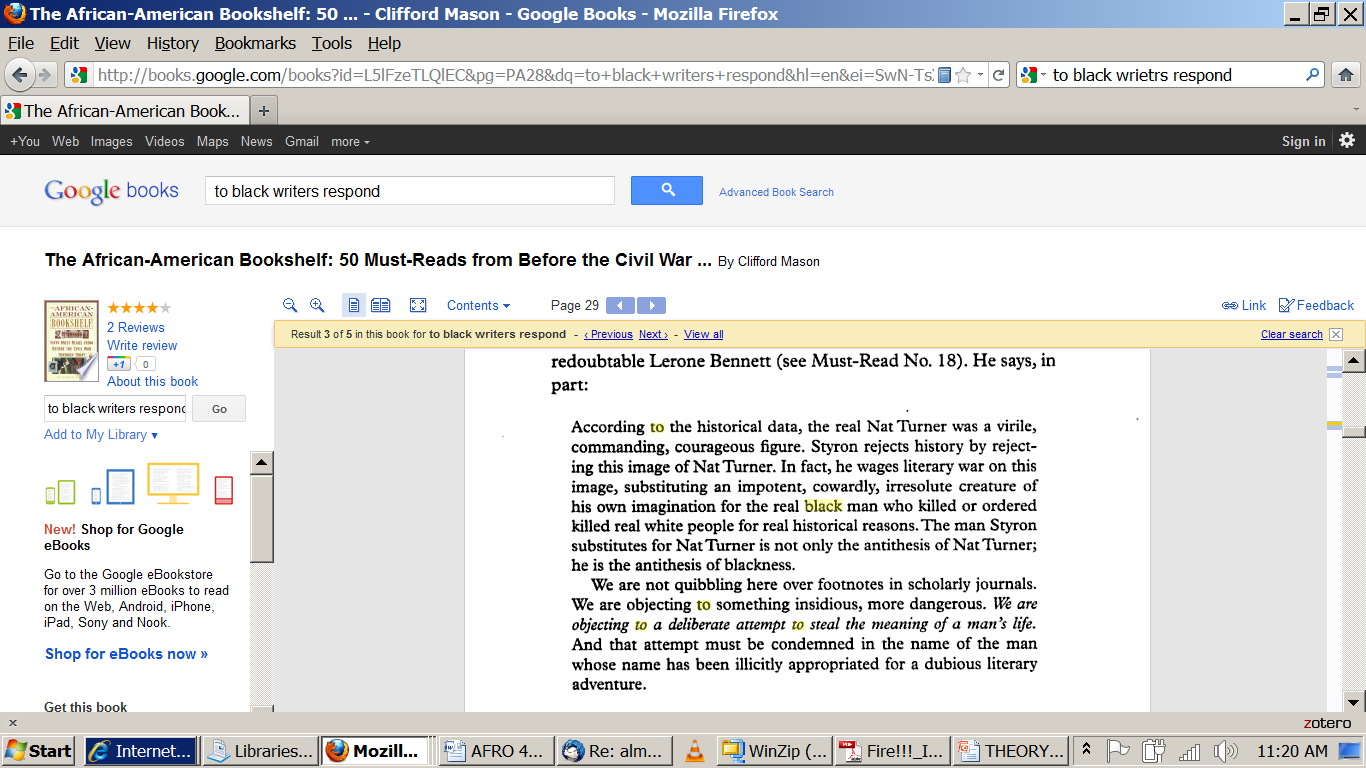 The African-American Bookshelf: 50 ... - Clifford Mason - Google Books - Mozilla Firefox
File Edit View History Bookmarks Tools Help
http://books.google.com/books?id=L5lFzeTLQlEC&pg=PA28&dq=to+black+writers+respond&hl=en&ei=SwN-Ts
to black wrietrs respond
The African-American Book...
+You Web Images Videos Maps News Gmail more
Sign in
Google books
to black writers respond
Advanced Book Search
The African-American Bookshelf: 50 Must-Reads from Before the Civil War ... By Clifford Mason
2 Reviews
Write review
+1 0
About this book
to black writers respond Go
Add to My Library ▾
New! Shop for Google
eBooks
Go to the Google eBookstore
for over 3 million eBooks to read
on the Web, Android, iPhone,
iPad, Sony and Nook.
Shop for eBooks now »
Get this book
Contents Page 29
Link Feedback
Result 3 of 5 in this book for to black writers respond - ‹ Previous Next › - View all
Clear search
redoubtable Lerone Bennett (see Must-Read No. 18). He says, in
part:
According to the historical data, the real Nat Turner was a virile,
commanding, courageous figure. Styron rejects history by reject-
ing this image of Nat Turner. In fact, he wages literary war on this
image, substituting an impotent, cowardly, irresolute creature of
his own imagination for the real black man who killed or ordered
killed real white people for real historical reasons. The man Styron
substitutes for Nat Turner is not only the antithesis of Nat Turner;
he is the antithesis of blackness.
We are not quibbling here over footnotes in scholarly journals.
We are objecting to something insidious, more dangerous. We are
objecting to a deliberate attempt to steal the meaning of a man's life.
And that attempt must be condemned in the name of the man
whose name has been illicitly appropriated for a dubious literary
adventure.
x
zotero
Start Internet... Libraries... Mozill... AFRO 4... Re: alm... WinZip (... Fire!!!_I... THEORY... 11:20 AM